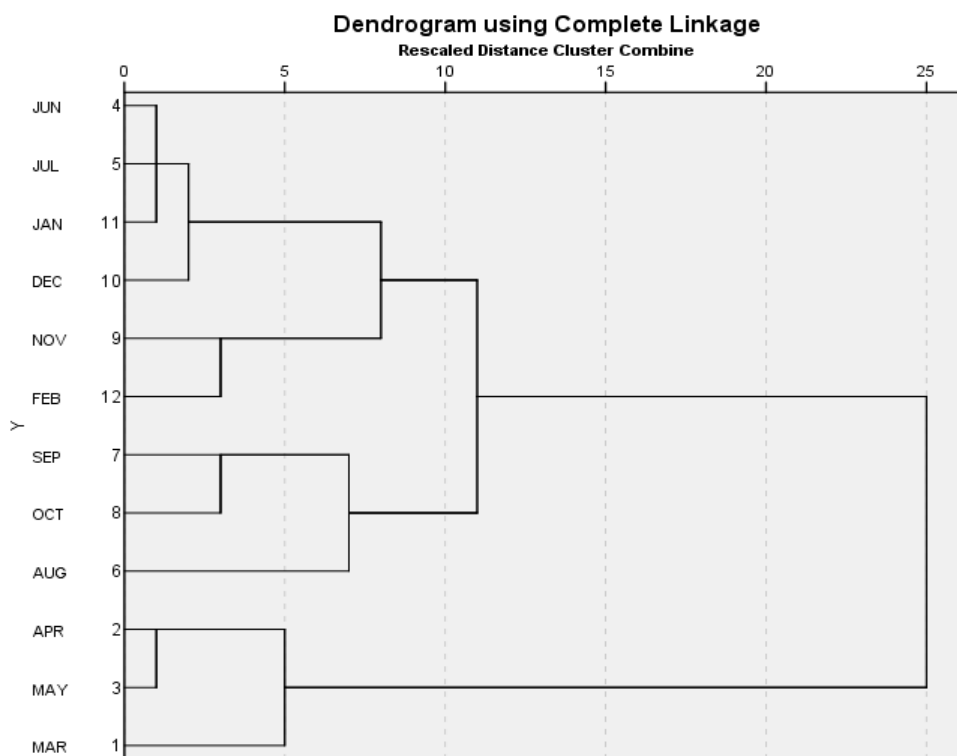 Dendrogram using Complete Linkage
Rescaled Distance Cluster Combine
0 5 10 15 20 25
JUN 4
JUL 5
JAN 11
DEC 10
NOV 9
FEB 12
Y
SEP 7
OCT 8
AUG 6
APR 2
MAY 3
MAR 1